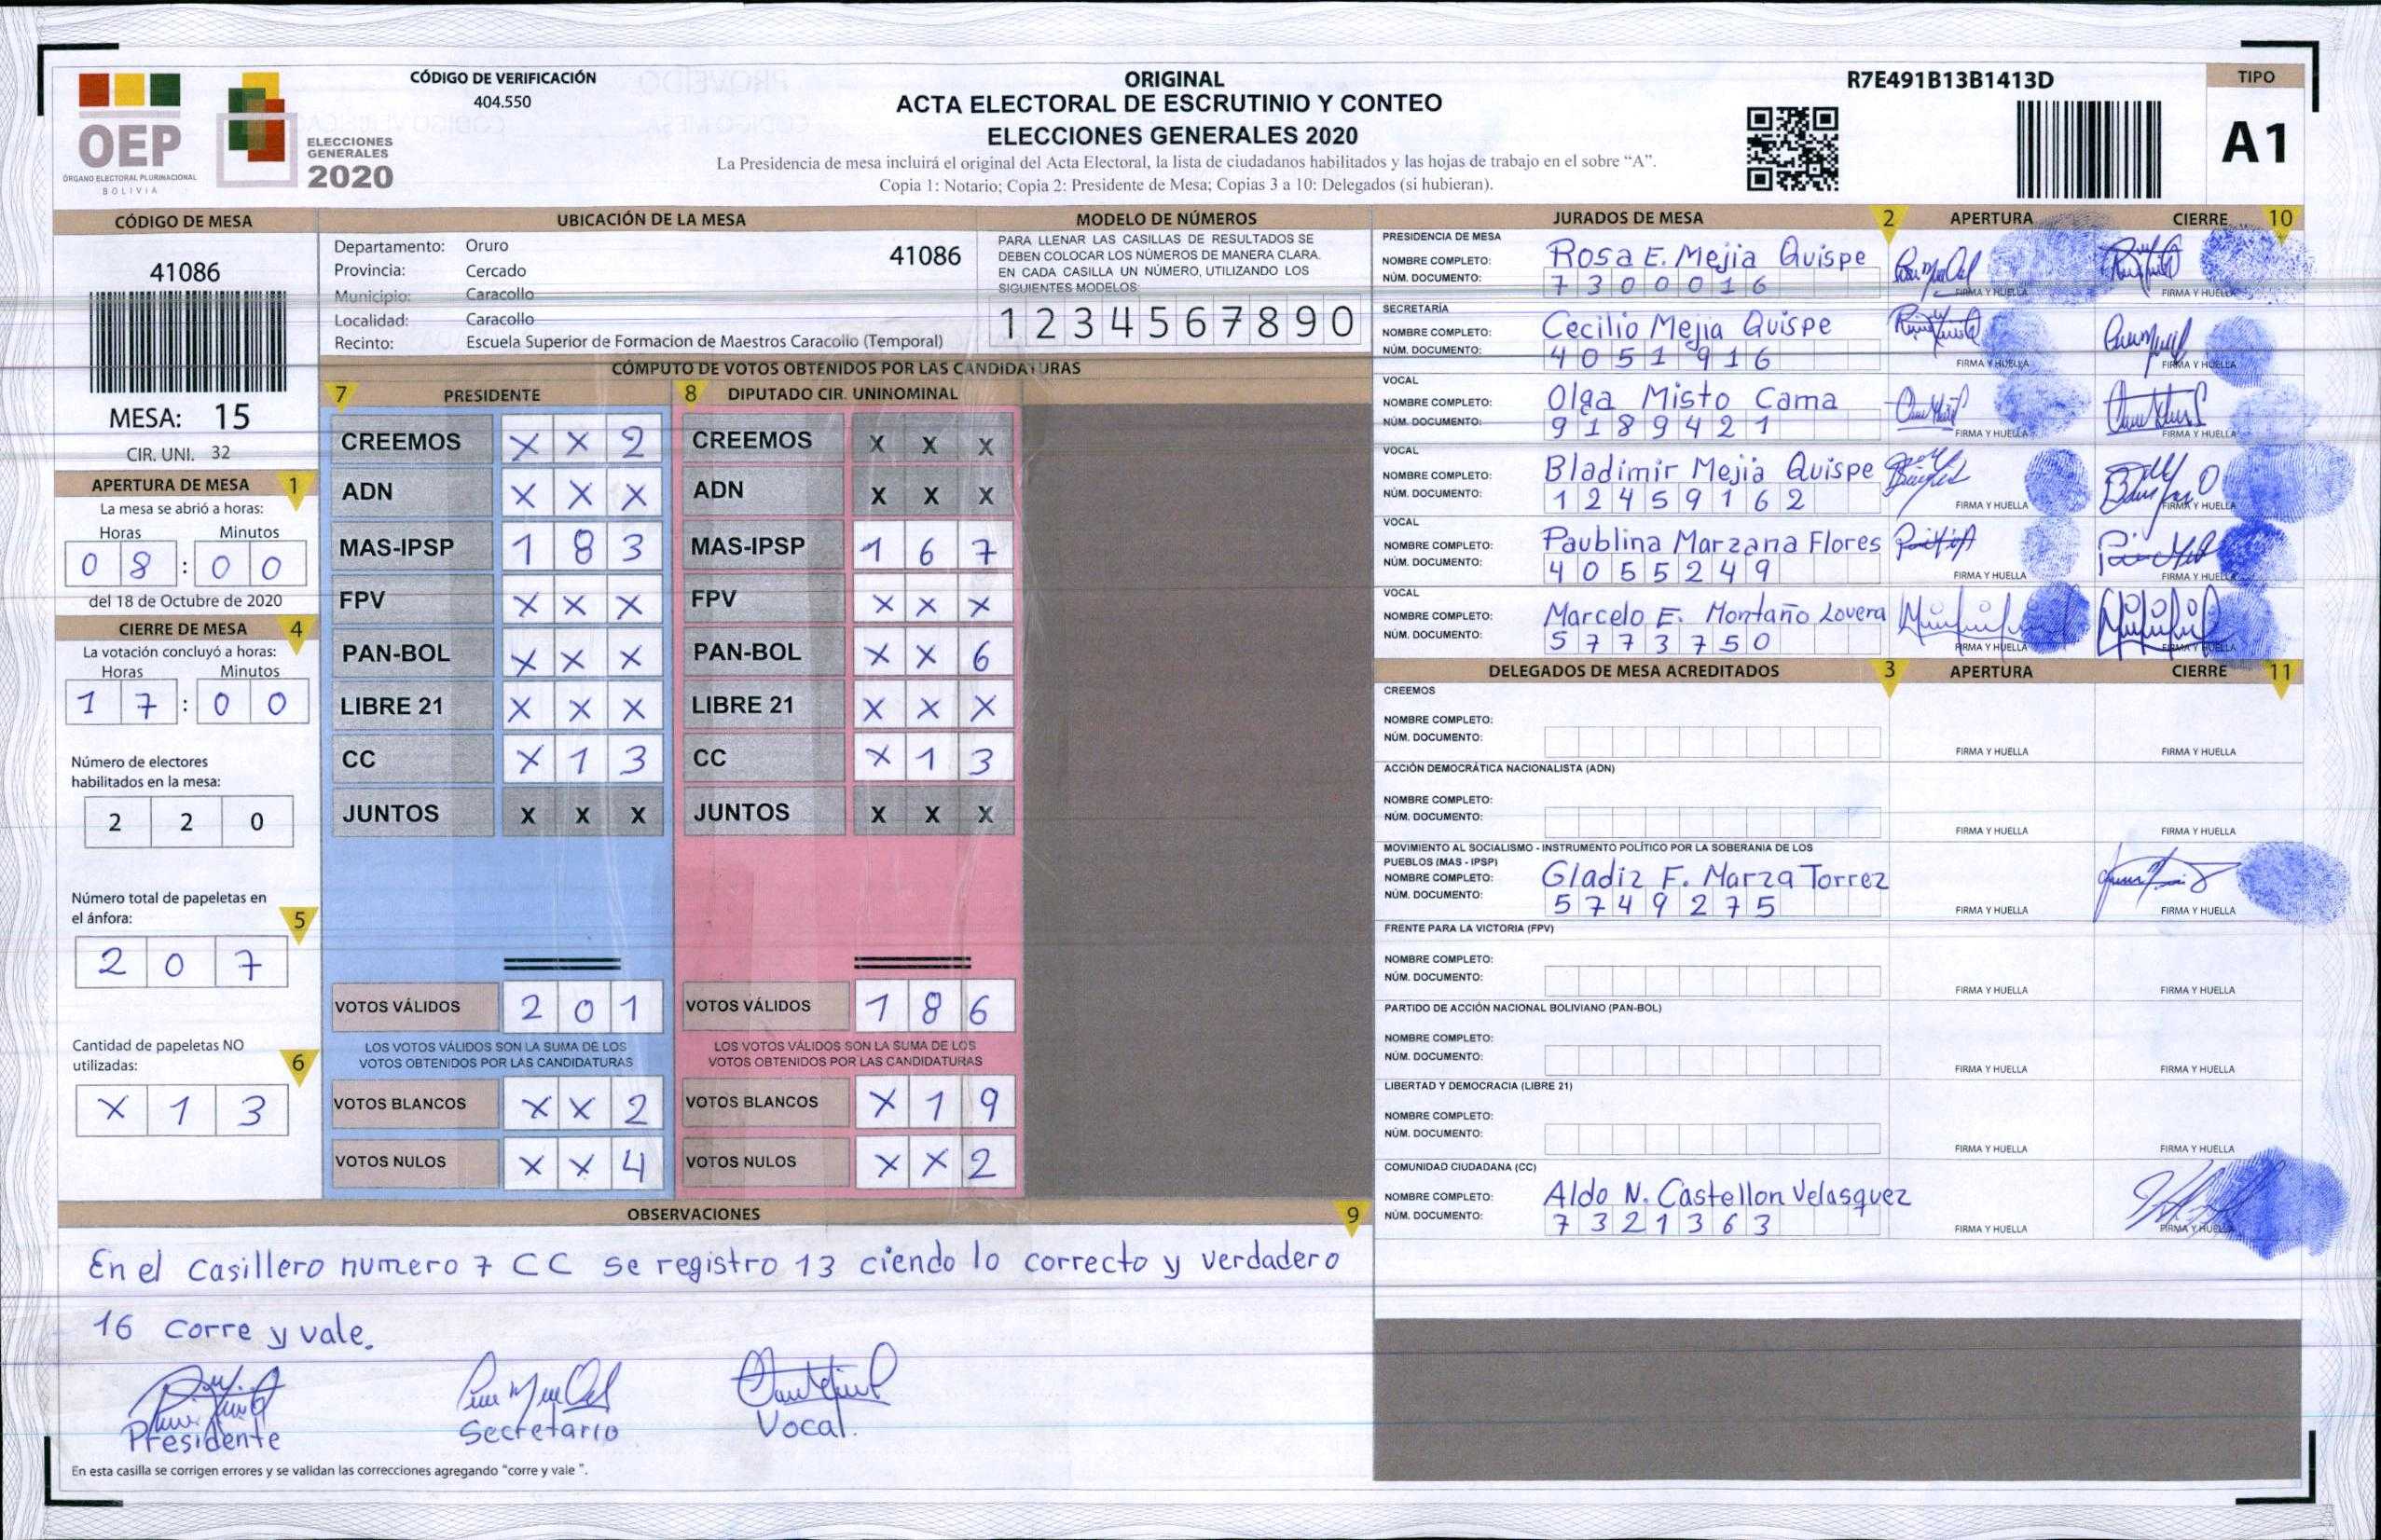 OEP
ÓRGANO ELECTORAL PLURINACIONAL
BOLIVIA
ELECCIONES
GENERALES
2020
CÓDIGO DE VERIFICACIÓN
404.550
ORIGINAL
ACTA ELECTORAL DE ESCRUTINIO Y CONTEO
ELECCIONES GENERALES 2020
La Presidencia de mesa incluirá el original del Acta Electoral, la lista de ciudadanos habilitados y las hojas de trabajo en el sobre “A”.
Copia 1: Notario; Copia 2: Presidente de Mesa; Copias 3 a 10: Delegados (si hubieran).
R7E491B13B1413D
TIPO
A1
CÓDIGO DE MESA
41086
MESA: 15
CIR. UNI. 32
APERTURA DE MESA 1
La mesa se abrió a horas:
Horas Minutos
0 8 : 0 0
del 18 de Octubre de 2020
CIERRE DE MESA 4
La votación concluyó a horas:
Horas Minutos
1 7 : 0 0
Número de electores
habilitados en la mesa:
2 2 0
Número total de papeletas en
el ánfora: 5
2 0 7
Cantidad de papeletas NO
utilizadas: 6
X 1 3
UBICACIÓN DE LA MESA
Departamento: Oruro 41086
Provincia: Cercado
Municipio: Caracollo
Localidad: Caracollo
Recinto: Escuela Superior de Formacion de Maestros Caracollo (Temporal)
MODELO DE NÚMEROS
PARA LLENAR LAS CASILLAS DE RESULTADOS SE
DEBEN COLOCAR LOS NÚMEROS DE MANERA CLARA.
EN CADA CASILLA UN NÚMERO, UTILIZANDO LOS
SIGUIENTES MODELOS:
1 2 3 4 5 6 7 8 9 0
CÓMPUTO DE VOTOS OBTENIDOS POR LAS CANDIDATURAS
7 PRESIDENTE
CREEMOS X X 2
ADN X X X
MAS-IPSP 1 8 3
FPV X X X
PAN-BOL X X X
LIBRE 21 X X X
CC X 1 3
JUNTOS X X X
VOTOS VÁLIDOS 2 0 1
LOS VOTOS VÁLIDOS SON LA SUMA DE LOS
VOTOS OBTENIDOS POR LAS CANDIDATURAS
VOTOS BLANCOS X X 2
VOTOS NULOS X X 4
8 DIPUTADO CIR. UNINOMINAL
CREEMOS X X X
ADN X X X
MAS-IPSP 1 6 7
FPV X X X
PAN-BOL X X 6
LIBRE 21 X X X
CC X 1 3
JUNTOS X X X
VOTOS VÁLIDOS 1 8 6
LOS VOTOS VÁLIDOS SON LA SUMA DE LOS
VOTOS OBTENIDOS POR LAS CANDIDATURAS
VOTOS BLANCOS X 1 9
VOTOS NULOS X X 2
OBSERVACIONES 9
En el Casillero numero 7 CC se registro 13 ciendo lo correcto y verdadero
16 corre y vale.
Presidente Secretario Vocal.
En esta casilla se corrigen errores y se validan las correcciones agregando “corre y vale ”.
JURADOS DE MESA 2 APERTURA CIERRE 10
PRESIDENCIA DE MESA
NOMBRE COMPLETO: Rosa E. Mejia Quispe
NÚM. DOCUMENTO: 7300016 FIRMA Y HUELLA FIRMA Y HUELLA
SECRETARÍA
NOMBRE COMPLETO: Cecilio Mejia Quispe
NÚM. DOCUMENTO: 4051916 FIRMA Y HUELLA FIRMA Y HUELLA
VOCAL
NOMBRE COMPLETO: Olga Misto Cama
NÚM. DOCUMENTO: 9189421 FIRMA Y HUELLA FIRMA Y HUELLA
VOCAL
NOMBRE COMPLETO: Bladimir Mejia Quispe
NÚM. DOCUMENTO: 12459162 FIRMA Y HUELLA FIRMA Y HUELLA
VOCAL
NOMBRE COMPLETO: Paublina Marzana Flores
NÚM. DOCUMENTO: 4055249 FIRMA Y HUELLA FIRMA Y HUELLA
VOCAL
NOMBRE COMPLETO: Marcelo E. Montaño Lovera
NÚM. DOCUMENTO: 5773750 FIRMA Y HUELLA FIRMA Y HUELLA
DELEGADOS DE MESA ACREDITADOS 3 APERTURA CIERRE 11
CREEMOS
NOMBRE COMPLETO:
NÚM. DOCUMENTO: FIRMA Y HUELLA FIRMA Y HUELLA
ACCIÓN DEMOCRÁTICA NACIONALISTA (ADN)
NOMBRE COMPLETO:
NÚM. DOCUMENTO: FIRMA Y HUELLA FIRMA Y HUELLA
MOVIMIENTO AL SOCIALISMO - INSTRUMENTO POLÍTICO POR LA SOBERANIA DE LOS
PUEBLOS (MAS - IPSP)
NOMBRE COMPLETO: Gladiz F. Marza Torrez
NÚM. DOCUMENTO: 5749275 FIRMA Y HUELLA FIRMA Y HUELLA
FRENTE PARA LA VICTORIA (FPV)
NOMBRE COMPLETO:
NÚM. DOCUMENTO: FIRMA Y HUELLA FIRMA Y HUELLA
PARTIDO DE ACCIÓN NACIONAL BOLIVIANO (PAN-BOL)
NOMBRE COMPLETO:
NÚM. DOCUMENTO: FIRMA Y HUELLA FIRMA Y HUELLA
LIBERTAD Y DEMOCRACIA (LIBRE 21)
NOMBRE COMPLETO:
NÚM. DOCUMENTO: FIRMA Y HUELLA FIRMA Y HUELLA
COMUNIDAD CIUDADANA (CC)
NOMBRE COMPLETO: Aldo N. Castellon Velasquez
NÚM. DOCUMENTO: 7321363 FIRMA Y HUELLA FIRMA Y HUELLA